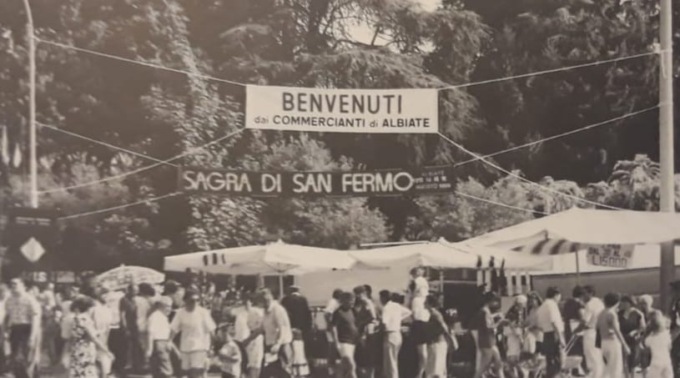 BENVENUTI
dai COMMERCIANTI di ALBIATE
SAGRA DI SAN FERMO